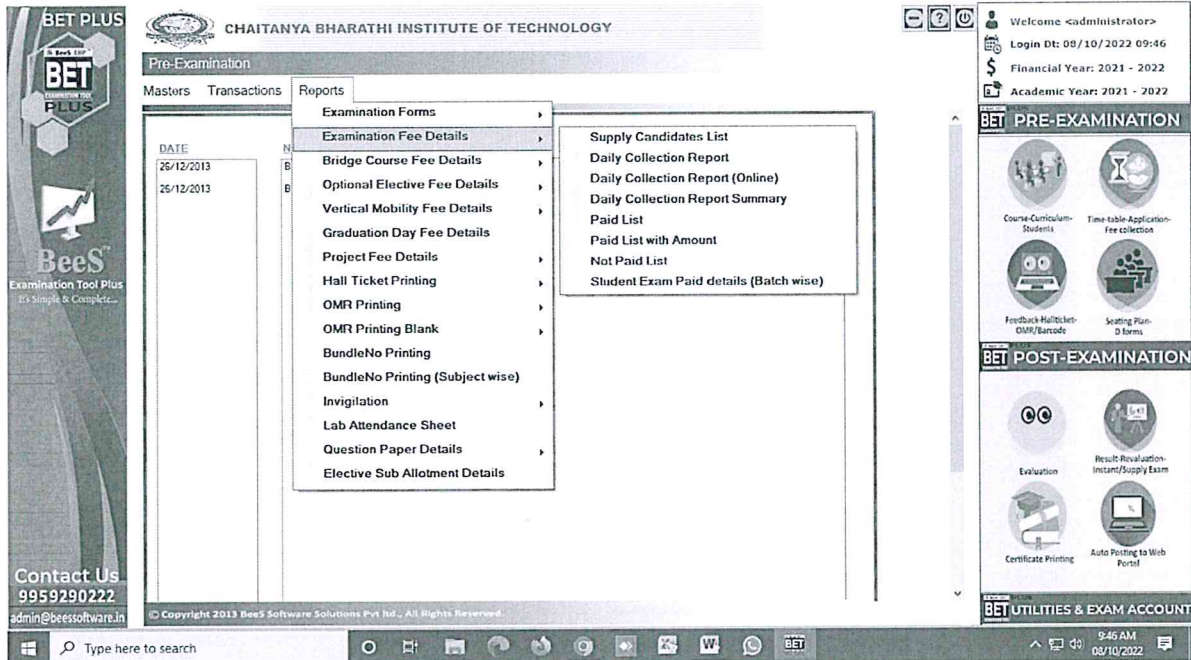 BET PLUS
BeeS ERP
BET
EXAMINATION TOOL
PLUS
BeeS™
Examination Tool Plus
It's Simple & Complete...
Contact Us
9959290222
admin@beessoftware.in
CHAITANYA BHARATHI INSTITUTE OF TECHNOLOGY
Pre-Examination
Masters Transactions Reports
DATE
26/12/2013
25/12/2013
N
B
B
Examination Forms
Examination Fee Details
Bridge Course Fee Details
Optional Elective Fee Details
Vertical Mobility Fee Details
Graduation Day Fee Details
Project Fee Details
Hall Ticket Printing
OMR Printing
OMR Printing Blank
BundleNo Printing
BundleNo Printing (Subject wise)
Invigilation
Lab Attendance Sheet
Question Paper Details
Elective Sub Allotment Details
Supply Candidates List
Daily Collection Report
Daily Collection Report (Online)
Daily Collection Report Summary
Paid List
Paid List with Amount
Not Paid List
Student Exam Paid details (Batch wise)
© Copyright 2013 BeeS Software Solutions Pvt ltd., All Rights Reserved.
Welcome <administrator>
Login Dt: 08/10/2022 09:46
Financial Year: 2021 - 2022
Academic Year: 2021 - 2022
BET PRE-EXAMINATION
Course-Curriculum-
Students
Time-table-Application-
Fee collection
Feedback-Hallticket-
OMR/Barcode
Seating Plan-
D forms
BET POST-EXAMINATION
Evaluation
Result-Revaluation-
Instant/Supply Exam
Certificate Printing
Auto Posting to Web
Portal
BET UTILITIES & EXAM ACCOUNT
Type here to search
BET
9:46 AM
08/10/2022